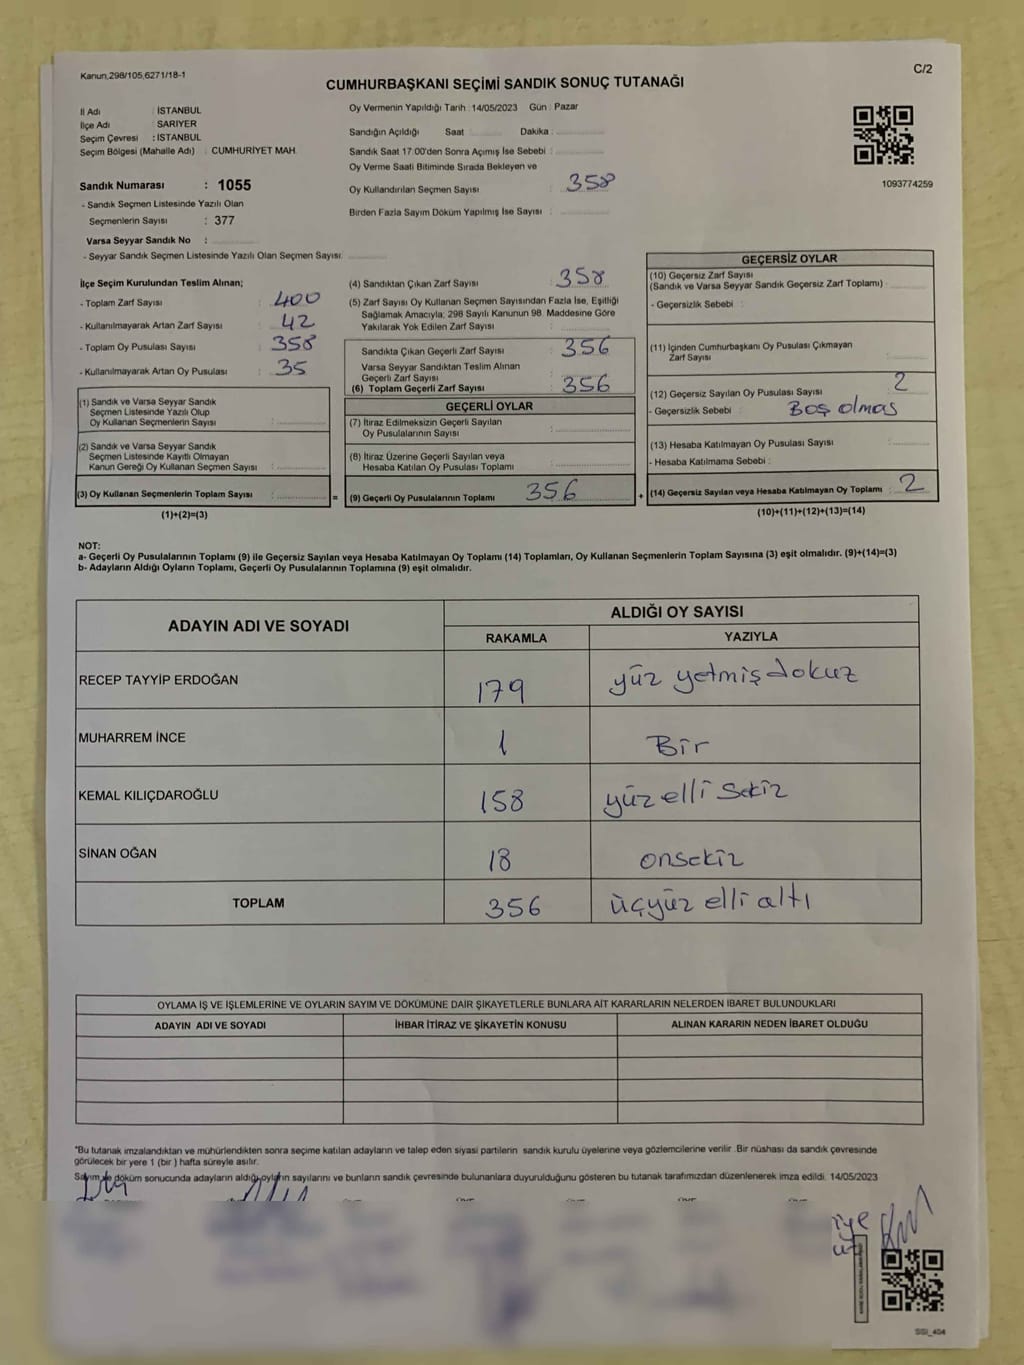 Kanun,298/105,6271/18-1
C/2
CUMHURBAŞKANI SEÇİMİ SANDIK SONUÇ TUTANAĞI
İl Adı : İSTANBUL
İlçe Adı : SARIYER
Seçim Çevresi : İSTANBUL
Seçim Bölgesi (Mahalle Adı) : CUMHURİYET MAH.
Sandık Numarası : 1055
- Sandık Seçmen Listesinde Yazılı Olan
Seçmenlerin Sayısı : 377
Varsa Seyyar Sandık No :
- Seyyar Sandık Seçmen Listesinde Yazılı Olan Seçmen Sayısı:
Oy Vermenin Yapıldığı Tarih : 14/05/2023 Gün : Pazar
Sandığın Açıldığı Saat Dakika :
Sandık Saat 17:00'den Sonra Açımış İse Sebebi :
Oy Verme Saati Bitiminde Sırada Bekleyen ve
Oy Kullandırılan Seçmen Sayısı : 358
Birden Fazla Sayım Döküm Yapılmış İse Sayısı :
1093774259
İlçe Seçim Kurulundan Teslim Alınan;
- Toplam Zarf Sayısı : 400
- Kullanılmayarak Artan Zarf Sayısı : 42
- Toplam Oy Pusulası Sayısı : 358
- Kullanılmayarak Artan Oy Pusulası : 35
(1) Sandık ve Varsa Seyyar Sandık
Seçmen Listesinde Yazılı Olup
Oy Kullanan Seçmenlerin Sayısı :
(2) Sandık ve Varsa Seyyar Sandık
Seçmen Listesinde Kayıtlı Olmayan
Kanun Gereği Oy Kullanan Seçmen Sayısı :
(3) Oy Kullanan Seçmenlerin Toplam Sayısı :
(1)+(2)=(3)
(4) Sandıktan Çıkan Zarf Sayısı : 358
(5) Zarf Sayısı Oy Kullanan Seçmen Sayısından Fazla İse, Eşitliği
Sağlamak Amacıyla; 298 Sayılı Kanunun 98. Maddesine Göre
Yakılarak Yok Edilen Zarf Sayısı :
Sandıkta Çıkan Geçerli Zarf Sayısı : 356
Varsa Seyyar Sandıktan Teslim Alınan
Geçerli Zarf Sayısı :
(6) Toplam Geçerli Zarf Sayısı : 356
GEÇERLİ OYLAR
(7) İtiraz Edilmeksizin Geçerli Sayılan
Oy Pusulalarının Sayısı :
(8) İtiraz Üzerine Geçerli Sayılan veya
Hesaba Katılan Oy Pusulası Toplamı :
= (9) Geçerli Oy Pusulalarının Toplamı 356
GEÇERSİZ OYLAR
(10) Geçersiz Zarf Sayısı
(Sandık ve Varsa Seyyar Sandık Geçersiz Zarf Toplamı) :
- Geçersizlik Sebebi :
(11) İçinden Cumhurbaşkanı Oy Pusulası Çıkmayan
Zarf Sayısı :
(12) Geçersiz Sayılan Oy Pusulası Sayısı : 2
- Geçersizlik Sebebi : Boş olmas
(13) Hesaba Katılmayan Oy Pusulası Sayısı :
- Hesaba Katılmama Sebebi :
+ (14) Geçersiz Sayılan veya Hesaba Katılmayan Oy Toplamı : 2
(10)+(11)+(12)+(13)=(14)
NOT:
a- Geçerli Oy Pusulalarının Toplamı (9) ile Geçersiz Sayılan veya Hesaba Katılmayan Oy Toplamı (14) Toplamları, Oy Kullanan Seçmenlerin Toplam Sayısına (3) eşit olmalıdır. (9)+(14)=(3)
b- Adayların Aldığı Oyların Toplamı, Geçerli Oy Pusulalarının Toplamına (9) eşit olmalıdır.
ADAYIN ADI VE SOYADI
ALDIĞI OY SAYISI
RAKAMLA YAZIYLA
RECEP TAYYİP ERDOĞAN 179 yüz yetmiş dokuz
MUHARREM İNCE 1 Bir
KEMAL KILIÇDAROĞLU 158 yüz elli sekiz
SİNAN OĞAN 18 onsekiz
TOPLAM 356 üçyüz elli altı
OYLAMA İŞ VE İŞLEMLERİNE VE OYLARIN SAYIM VE DÖKÜMÜNE DAİR ŞİKAYETLERLE BUNLARA AİT KARARLARIN NELERDEN İBARET BULUNDUKLARI
ADAYIN ADI VE SOYADI İHBAR İTİRAZ VE ŞİKAYETİN KONUSU ALINAN KARARIN NEDEN İBARET OLDUĞU
*Bu tutanak imzalandıktan ve mühürlendikten sonra seçime katılan adayların ve talep eden siyasi partilerin sandık kurulu üyelerine veya gözlemcilerine verilir. Bir nüshası da sandık çevresinde
görülecek bir yere 1 (bir ) hafta süreyle asılır.
Sayım ve döküm sonucunda adayların aldığı oyların sayılarını ve bunların sandık çevresinde bulunanlara duyurulduğunu gösteren bu tutanak tarafımızdan düzenlenerek imza edildi. 14/05/2023